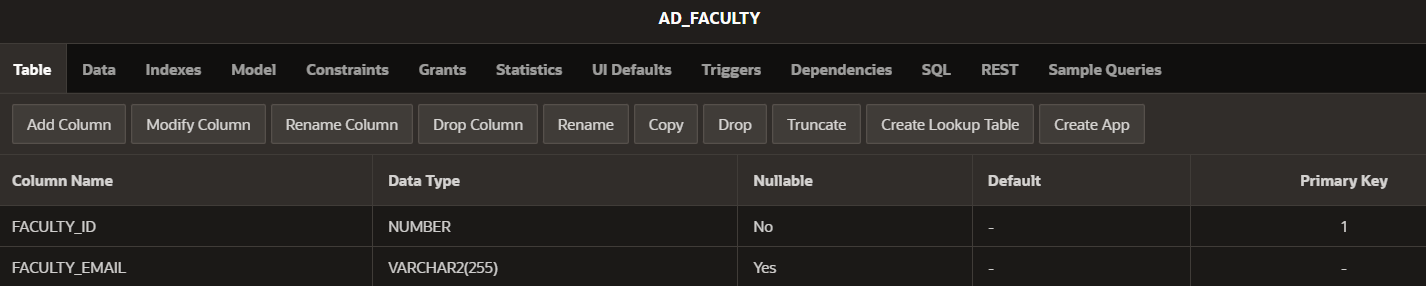 AD_FACULTY
Table Data Indexes Model Constraints Grants Statistics UI Defaults Triggers Dependencies SQL REST Sample Queries
Add Column Modify Column Rename Column Drop Column Rename Copy Drop Truncate Create Lookup Table Create App
Column Name Data Type Nullable Default Primary Key
FACULTY_ID NUMBER No - 1
FACULTY_EMAIL VARCHAR2(255) Yes - -